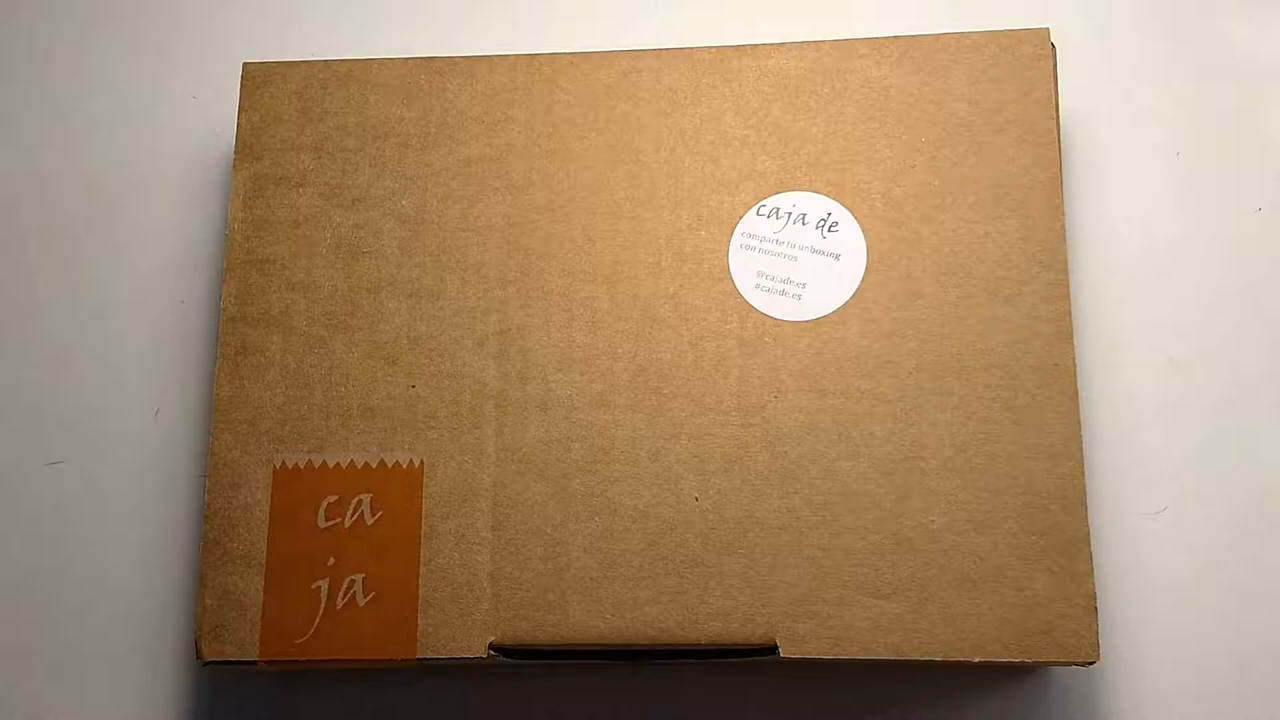 caja de
comparte tu unboxing
con nosotros
@cajade.es
#cajade.es
ca
ja